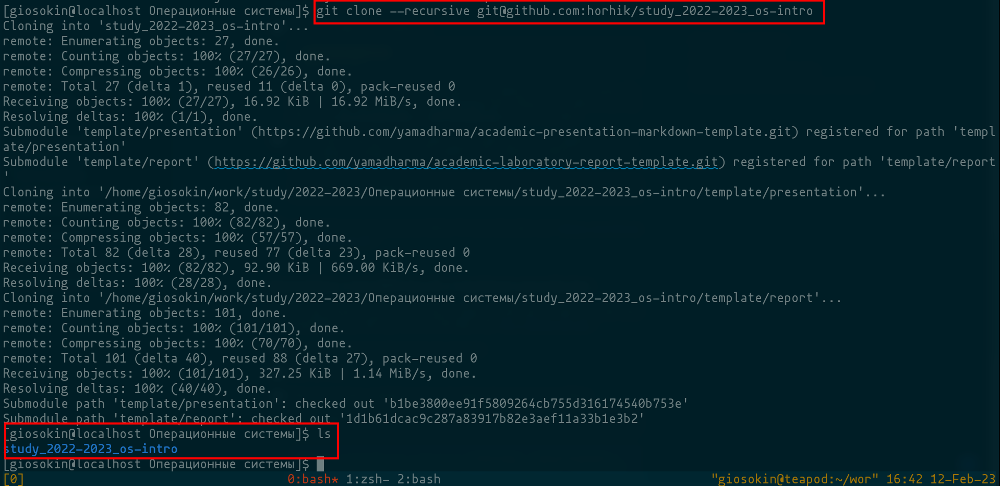 [giosokin@localhost Операционные системы]$ git clone --recursive git@github.com:horhik/study_2022-2023_os-intro
Cloning into 'study_2022-2023_os-intro'...
remote: Enumerating objects: 27, done.
remote: Counting objects: 100% (27/27), done.
remote: Compressing objects: 100% (26/26), done.
remote: Total 27 (delta 1), reused 11 (delta 0), pack-reused 0
Receiving objects: 100% (27/27), 16.92 KiB | 16.92 MiB/s, done.
Resolving deltas: 100% (1/1), done.
Submodule 'template/presentation' (https://github.com/yamadharma/academic-presentation-markdown-template.git) registered for path 'templ
ate/presentation'
Submodule 'template/report' (https://github.com/yamadharma/academic-laboratory-report-template.git) registered for path 'template/report
'
Cloning into '/home/giosokin/work/study/2022-2023/Операционные системы/study_2022-2023_os-intro/template/presentation'...
remote: Enumerating objects: 82, done.
remote: Counting objects: 100% (82/82), done.
remote: Compressing objects: 100% (57/57), done.
remote: Total 82 (delta 28), reused 77 (delta 23), pack-reused 0
Receiving objects: 100% (82/82), 92.90 KiB | 669.00 KiB/s, done.
Resolving deltas: 100% (28/28), done.
Cloning into '/home/giosokin/work/study/2022-2023/Операционные системы/study_2022-2023_os-intro/template/report'...
remote: Enumerating objects: 101, done.
remote: Counting objects: 100% (101/101), done.
remote: Compressing objects: 100% (70/70), done.
remote: Total 101 (delta 40), reused 88 (delta 27), pack-reused 0
Receiving objects: 100% (101/101), 327.25 KiB | 1.14 MiB/s, done.
Resolving deltas: 100% (40/40), done.
Submodule path 'template/presentation': checked out 'b1be3800ee91f5809264cb755d316174540b753e'
Submodule path 'template/report': checked out '1d1b61dcac9c287a83917b82e3aef11a33b1e3b2'
[giosokin@localhost Операционные системы]$ ls
study_2022-2023_os-intro
[giosokin@localhost Операционные системы]$
[0] 0:bash* 1:zsh- 2:bash "giosokin@teapod:~/wor" 16:42 12-Feb-23